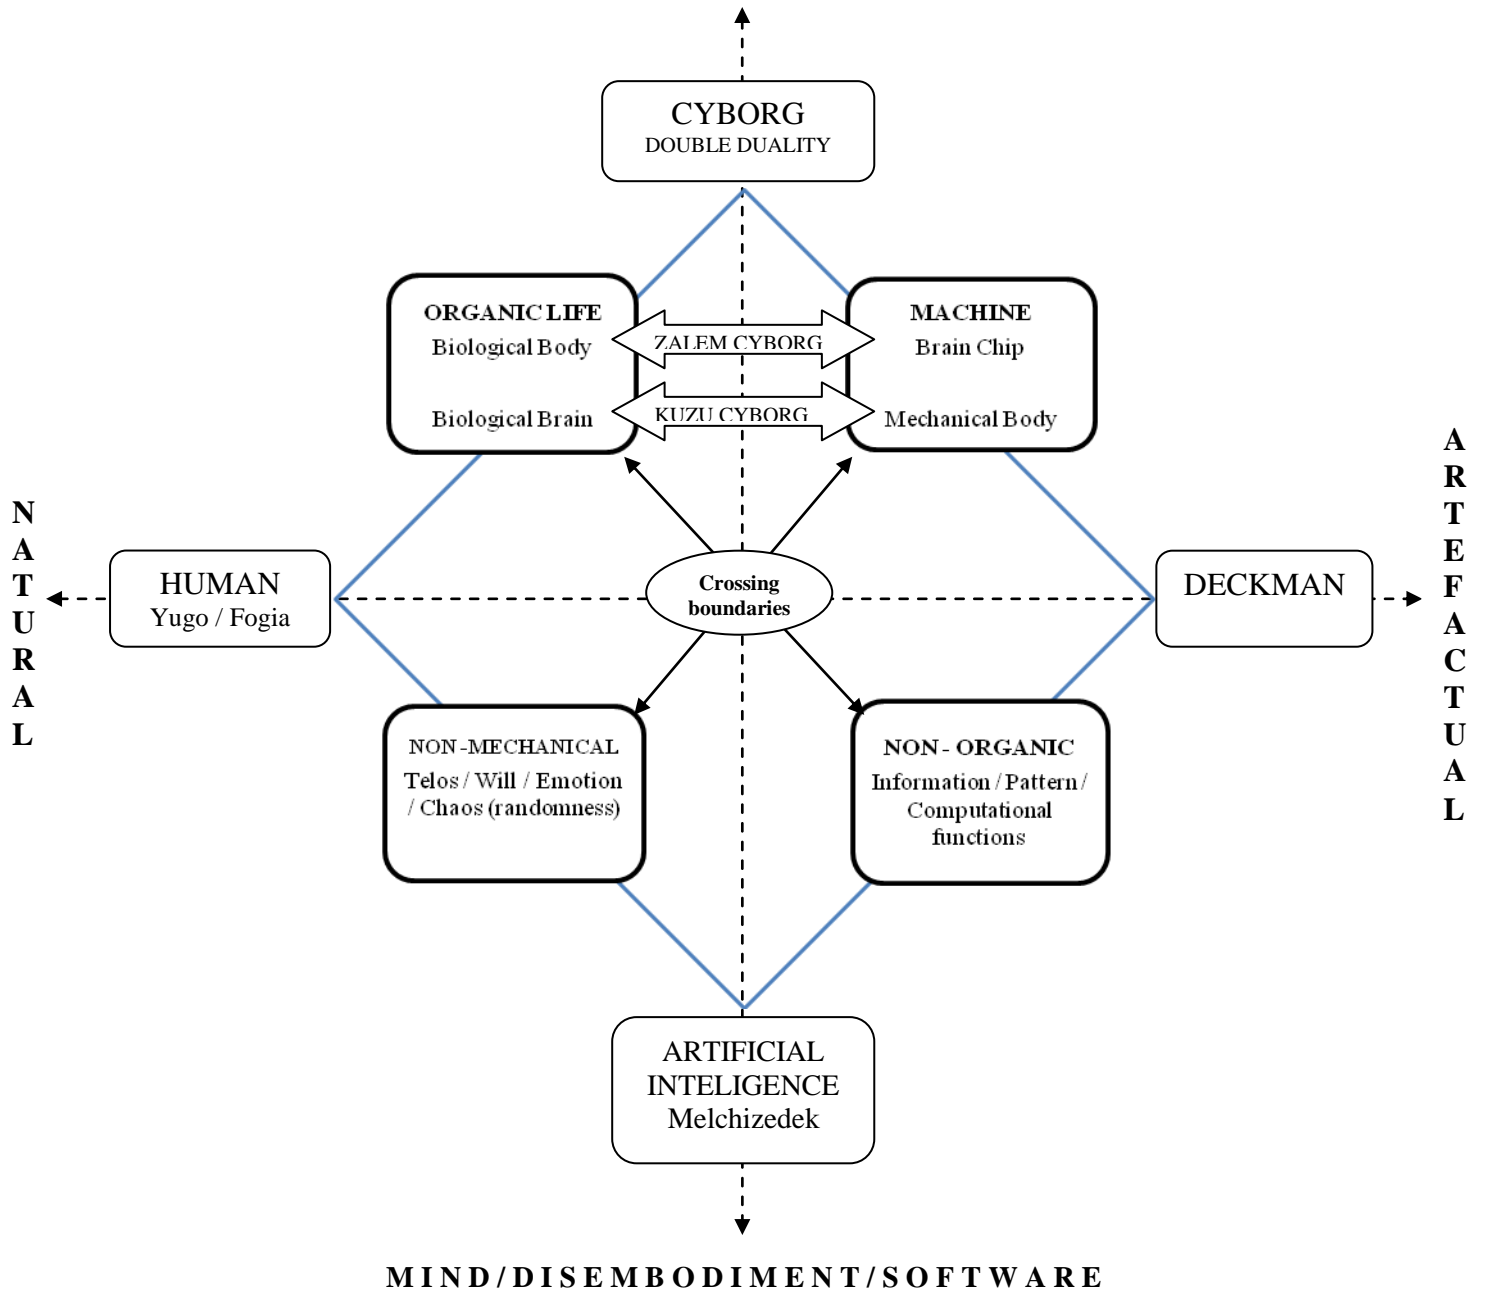 CYBORG
DOUBLE DUALITY
ORGANIC LIFE
Biological Body
Biological Brain
ZALEM CYBORG
KUZU CYBORG
MACHINE
Brain Chip
Mechanical Body
NATURAL
HUMAN
Yugo / Fogia
Crossing
boundaries
DECKMAN
ARTEFACTUAL
NON-MECHANICAL
Telos / Will / Emotion
/ Chaos (randomness)
NON- ORGANIC
Information / Pattern /
Computational
functions
ARTIFICIAL
INTELIGENCE
Melchizedek
MIND/DISEMBODIMENT/SOFTWARE